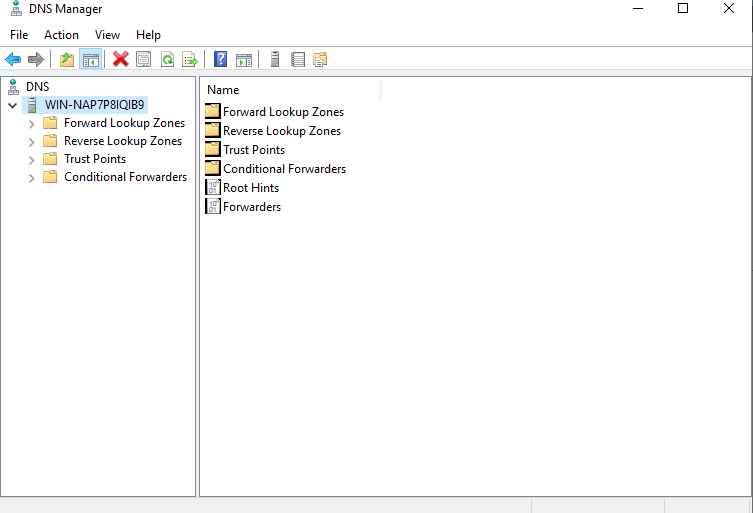 DNS Manager
File Action View Help
DNS
WIN-NAP7P8IQIB9
Forward Lookup Zones
Reverse Lookup Zones
Trust Points
Conditional Forwarders
Name
Forward Lookup Zones
Reverse Lookup Zones
Trust Points
Conditional Forwarders
Root Hints
Forwarders